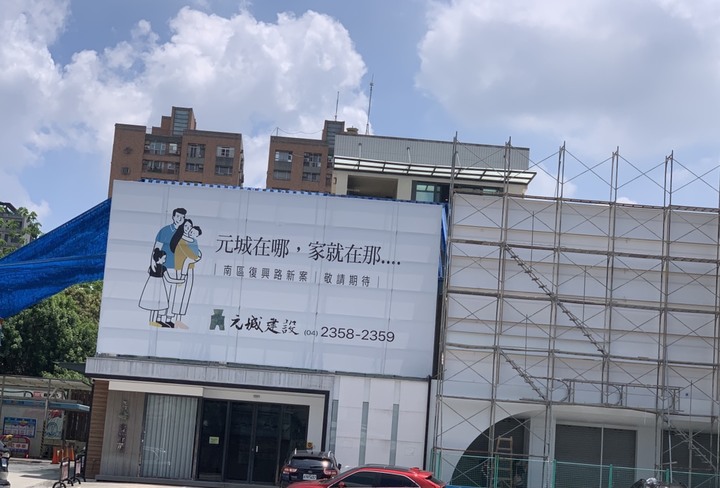 元城在哪，家就在那....
南區復興路新案 | 敬請期待
元城建設 (04) 2358-2359